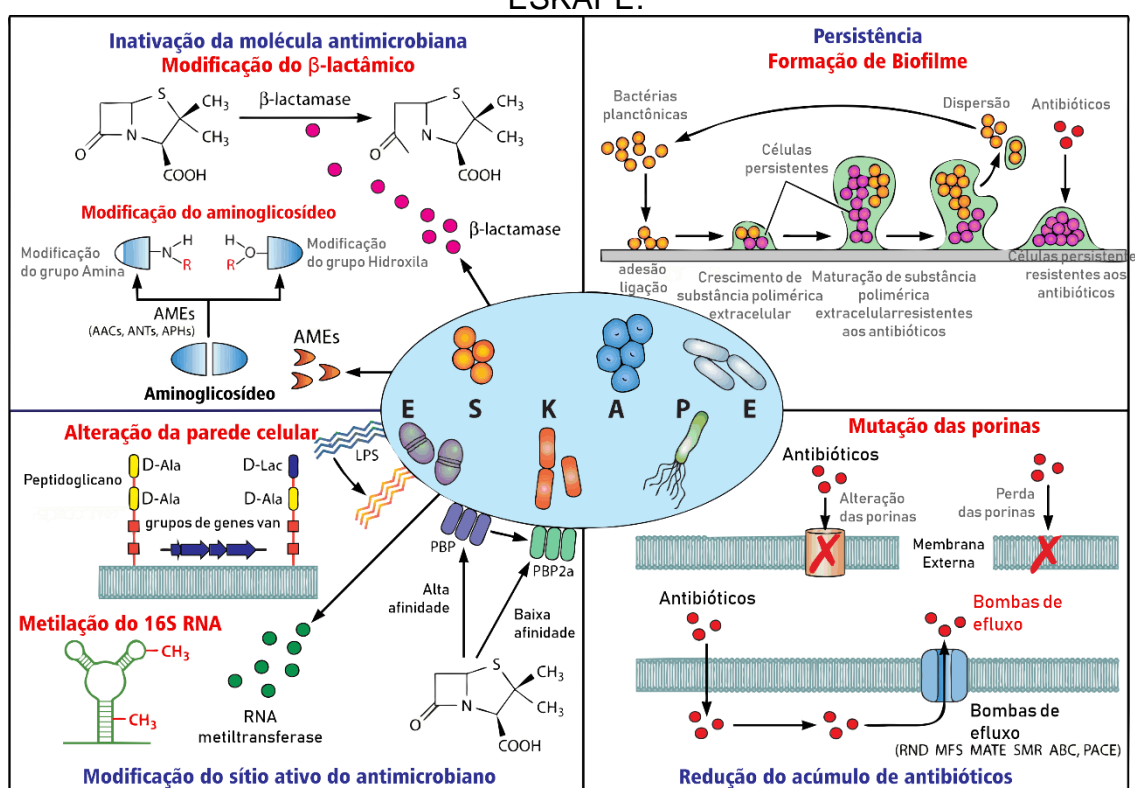 ESKAPE.
Inativação da molécula antimicrobiana
Modificação do β-lactâmico
β-lactamase
S
CH3
CH3
N
O
COOH
S
CH3
CH3
N
O
COOH
β-lactamase
Modificação do aminoglicosídeo
Modificação
do grupo Amina
N
H
R
H
O
R
Modificação
do grupo Hidroxila
AMEs
(AACs, ANTs, APHs)
Aminoglicosídeo
AMEs
Persistência
Formação de Biofilme
Bactérias
planctônicas
Células
persistentes
Dispersão
Antibióticos
adesão
ligação
Crescimento de
substância polimérica
extracelular
Maturação de substância
polimérica
extracelularresistentes
aos antibióticos
Células persistente
resistentes aos
antibióticos
E S K A P E
Alteração da parede celular
Peptidoglicano
D-Ala
D-Ala
D-Lac
D-Ala
grupos de genes van
LPS
PBP
PBP2a
Alta
afinidade
Baixa
afinidade
S
CH3
CH3
N
O
COOH
Metilação do 16S RNA
CH3
CH3
RNA
metiltransferase
Modificação do sítio ativo do antimicrobiano
Mutação das porinas
Antibióticos
Alteração
das porinas
Perda
das porinas
Membrana
Externa
Antibióticos
Bombas de
efluxo
Bombas de
efluxo
(RND MFS MATE SMR ABC, PACE)
Redução do acúmulo de antibióticos